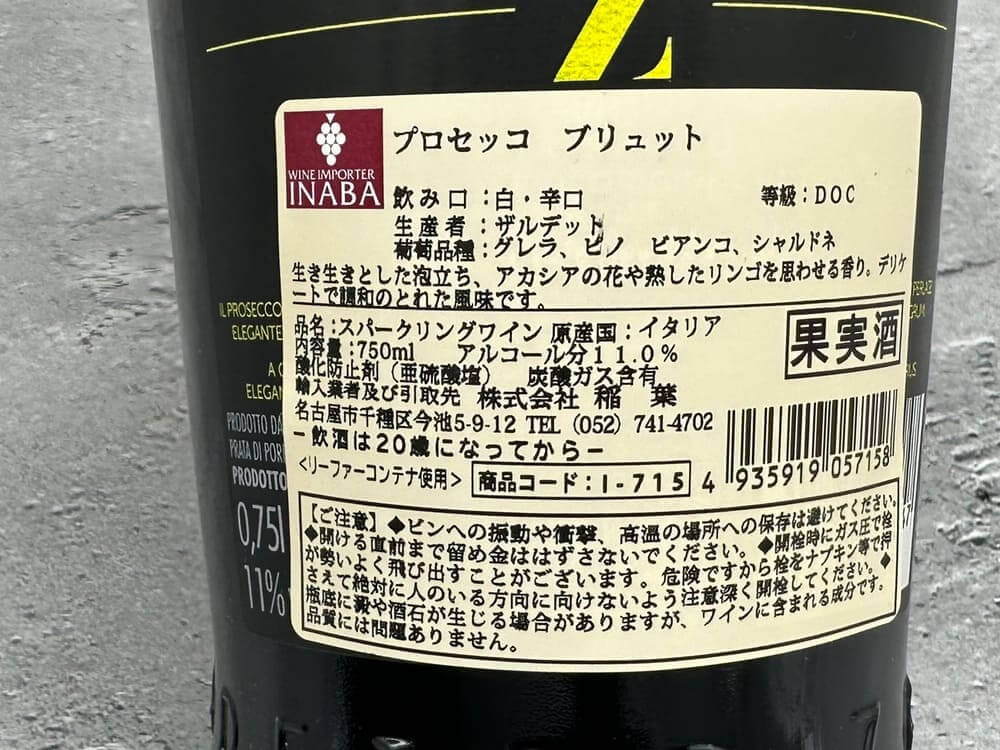 Z
WINE IMPORTER
INABA
プロセッコ ブリュット
飲み口:白・辛口 等級:DOC
生産者:ザルデット
葡萄品種:グレラ、ピノ ビアンコ、シャルドネ
生き生きとした泡立ち、アカシアの花や熟したリンゴを思わせる香り。デリケ
ートで調和のとれた風味です。
品名:スパークリングワイン 原産国:イタリア
内容量:750ml アルコール分11.0%
酸化防止剤(亜硫酸塩) 炭酸ガス含有
輸入業者及び引取先 株式会社 稲葉
名古屋市千種区今池5-9-12 TEL(052)741-4702
-飲酒は20歳になってから-
<リーファーコンテナ使用> 商品コード:I-715
果実酒
4 935919 057158
【ご注意】◆ビンへの振動や衝撃、高温の場所への保存は避けてください。
◆開ける直前まで留め金ははずさないでください。◆開栓時にガス圧で栓
が勢いよく飛び出すことがございます。危険ですから栓をナプキン等で押
さえて絶対に人のいる方向に向けないよう注意深く開栓してください。◆
瓶底に澱や酒石が生じる場合がありますが、ワインに含まれる成分です。
品質には問題ありません。
IL PROSECCO
ELEGANTE
ELEGAN
PRODOTTO DA
PRATA DI POR
PRODOTTO
0,75l
11%